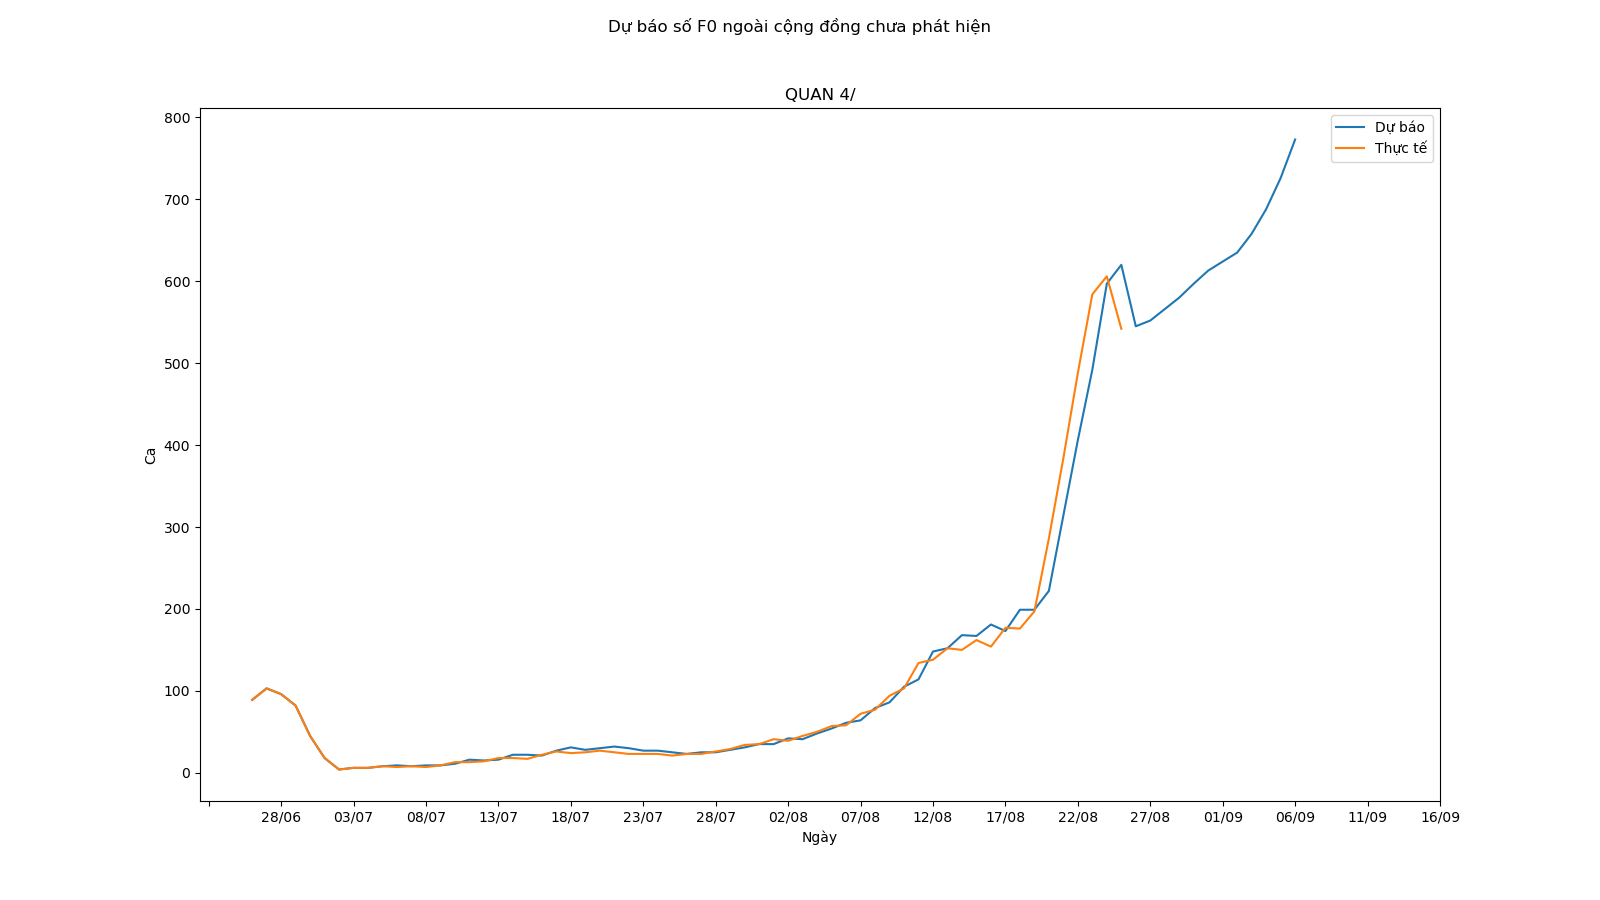 Dự báo số F0 ngoài cộng đồng chưa phát hiện
QUAN 4/
800
700
600
500
400
300
200
100
0
Ca
Dự báo
Thực tế
28/06 03/07 08/07 13/07 18/07 23/07 28/07 02/08 07/08 12/08 17/08 22/08 27/08 01/09 06/09 11/09 16/09
Ngày